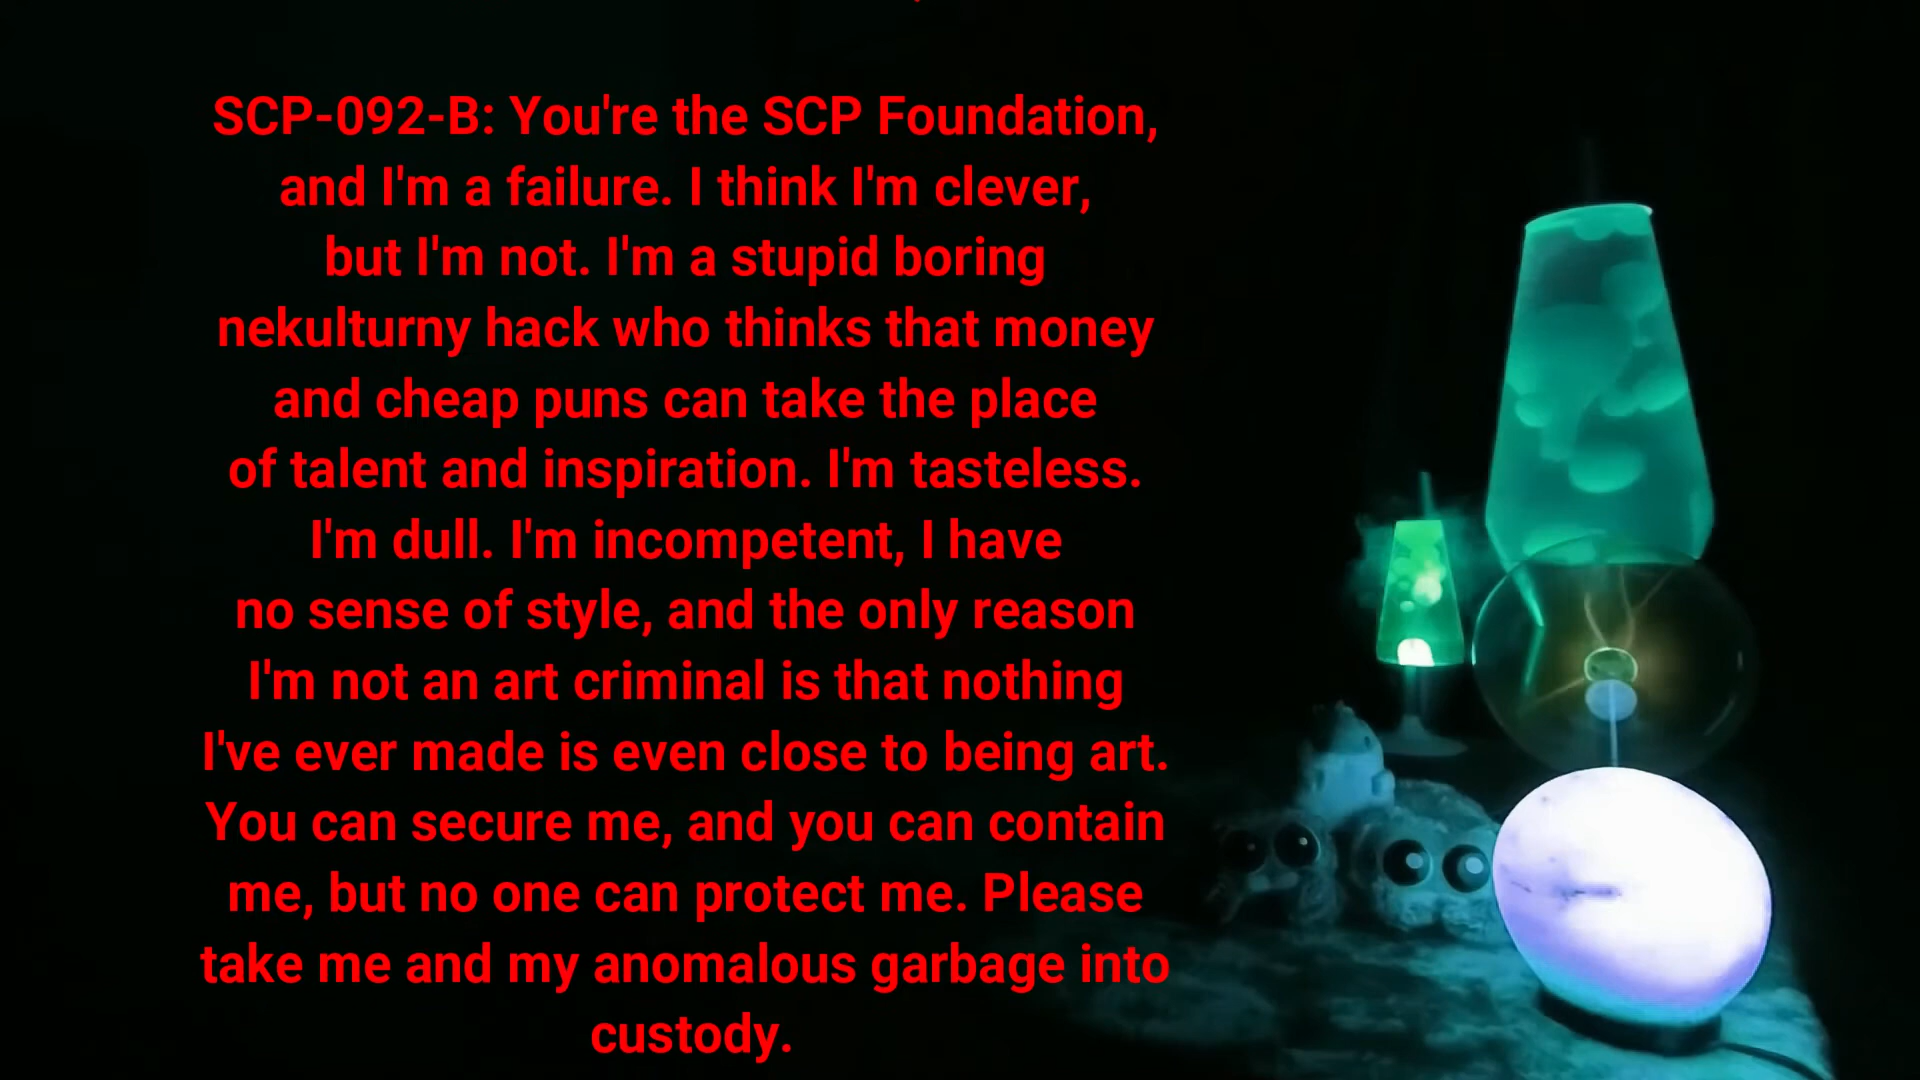 SCP-092-B: You're the SCP Foundation,
and I'm a failure. I think I'm clever,
but I'm not. I'm a stupid boring
nekulturny hack who thinks that money
and cheap puns can take the place
of talent and inspiration. I'm tasteless.
I'm dull. I'm incompetent, I have
no sense of style, and the only reason
I'm not an art criminal is that nothing
I've ever made is even close to being art.
You can secure me, and you can contain
me, but no one can protect me. Please
take me and my anomalous garbage into
custody.